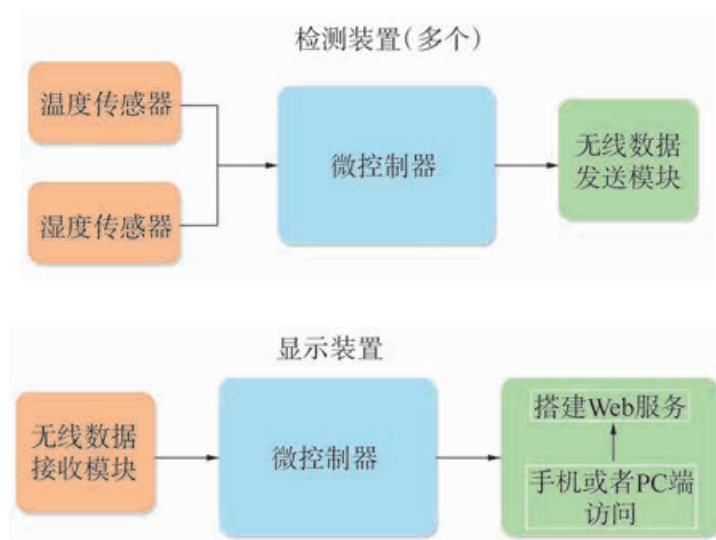 检测装置(多个)
温度传感器
湿度传感器
微控制器
无线数据
发送模块
显示装置
无线数据
接收模块
微控制器
搭建Web服务
手机或者PC端
访问